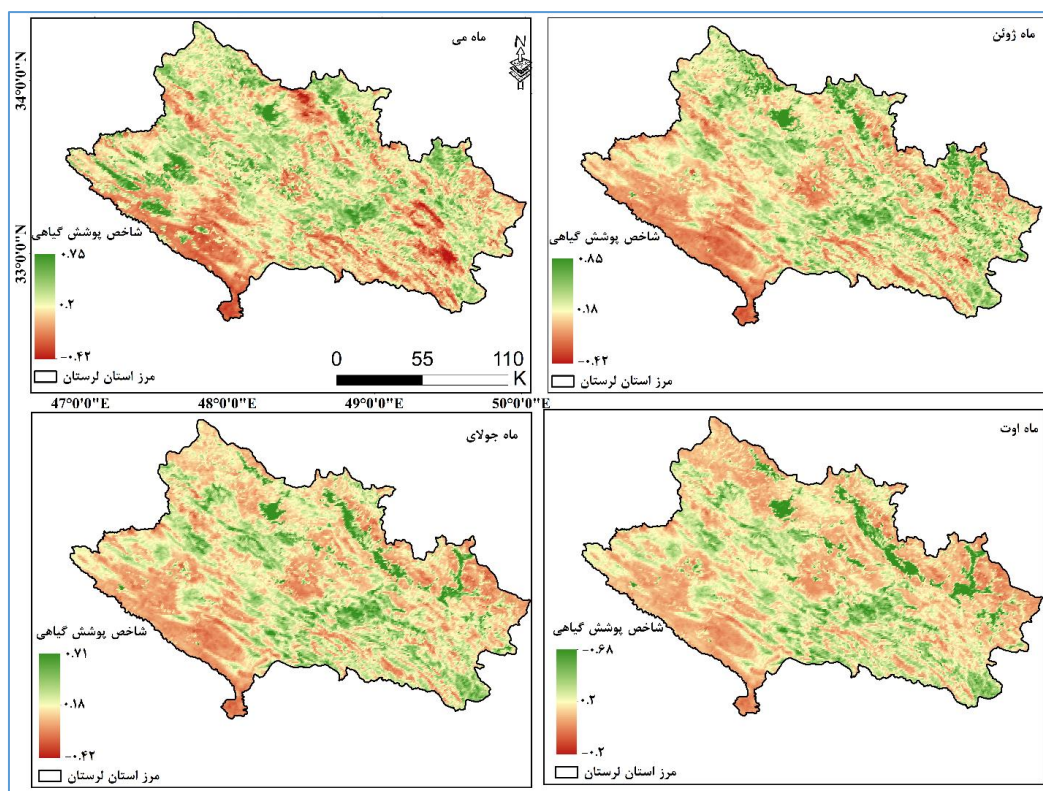 ماه می
N
34°0'0"N
33°0'0"N
شاخص پوشش گیاهی
۰.۷۵
۰.۲
−۰.۴۲
مرز استان لرستان
0 55 110
K
47°0'0"E 48°0'0"E 49°0'0"E 50°0'0"E
ماه ژوئن
شاخص پوشش گیاهی
۰.۸۵
۰.۱۸
−۰.۴۲
مرز استان لرستان
ماه جولای
شاخص پوشش گیاهی
۰.۷۱
۰.۱۸
−۰.۴۲
مرز استان لرستان
ماه اوت
شاخص پوشش گیاهی
−۰.۶۸
۰.۲
−۰.۲
مرز استان لرستان